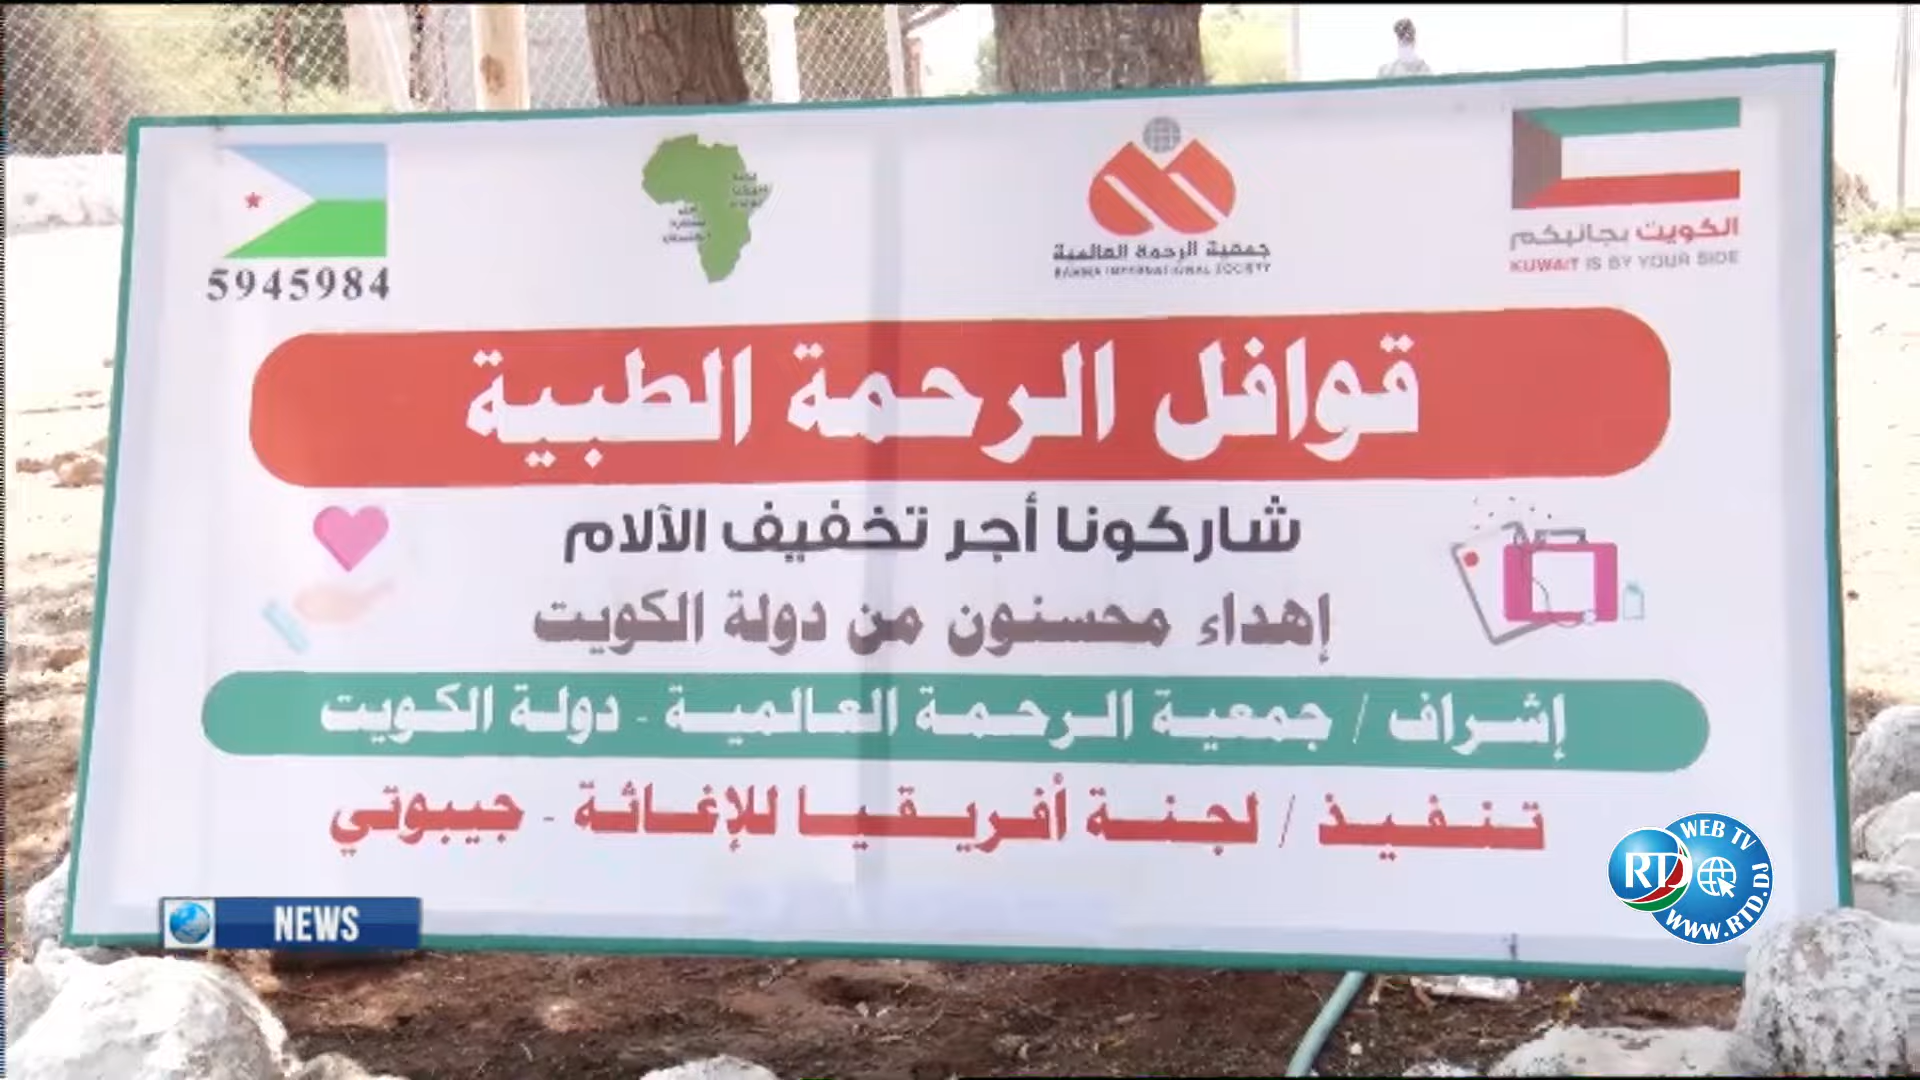 5945984
جمعية الرحمة العالمية
RAHMA INTERNATIONAL SOCIETY
الكويت بجانبكم
KUWAIT IS BY YOUR SIDE
قوافل الرحمة الطبية
شاركونا أجر تخفيف الآلام
إهداء محسنون من دولة الكويت
إشراف / جمعية الرحمة العالمية - دولة الكويت
تنفيذ / لجنة أفريقيا للإغاثة - جيبوتي
NEWS
WEB TV
RTD
WWW.RTD.DJ